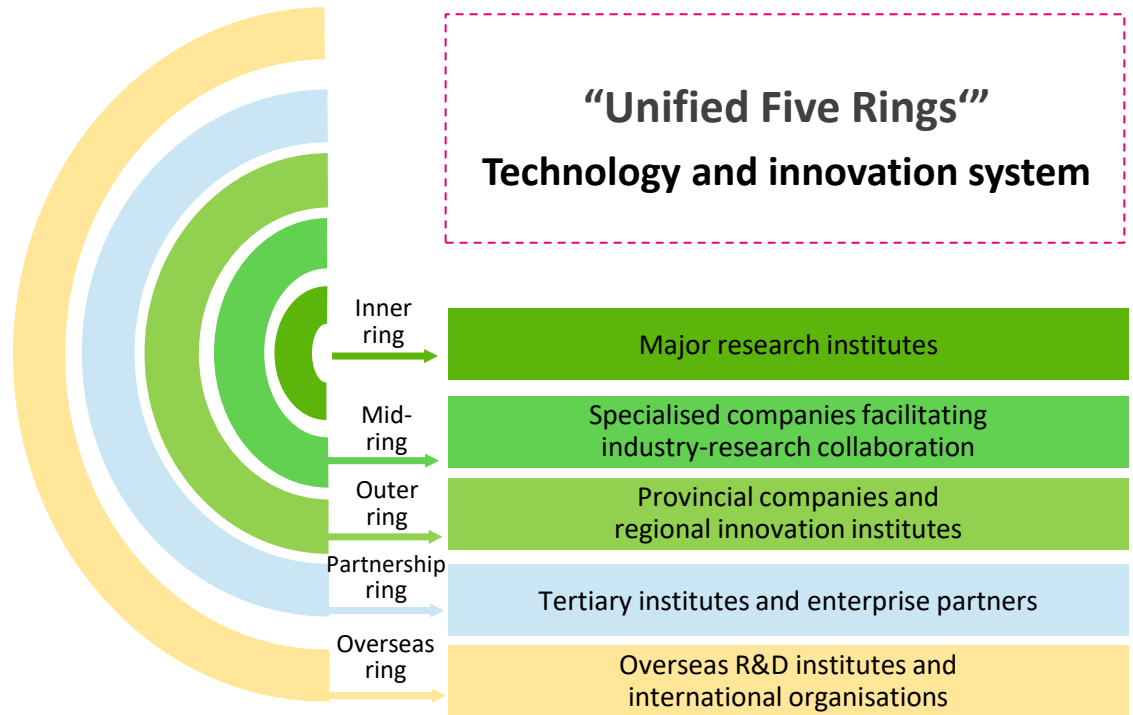 “Unified Five Rings‘”
Technology and innovation system
Inner
ring
Major research institutes
Mid-
ring
Specialised companies facilitating
industry-research collaboration
Outer
ring
Provincial companies and
regional innovation institutes
Partnership
ring
Tertiary institutes and enterprise partners
Overseas
ring
Overseas R&D institutes and
international organisations